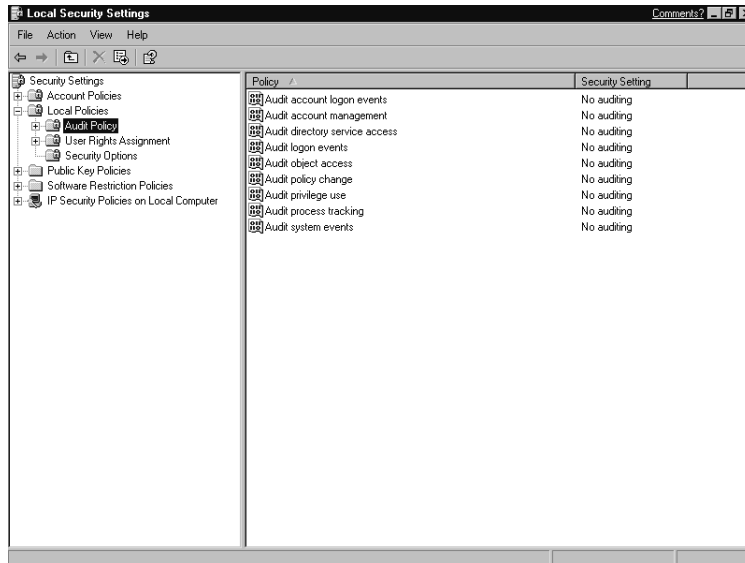 Local Security Settings
Comments?
File Action View Help
Security Settings
Account Policies
Local Policies
Audit Policy
User Rights Assignment
Security Options
Public Key Policies
Software Restriction Policies
IP Security Policies on Local Computer
Policy Security Setting
Audit account logon events No auditing
Audit account management No auditing
Audit directory service access No auditing
Audit logon events No auditing
Audit object access No auditing
Audit policy change No auditing
Audit privilege use No auditing
Audit process tracking No auditing
Audit system events No auditing